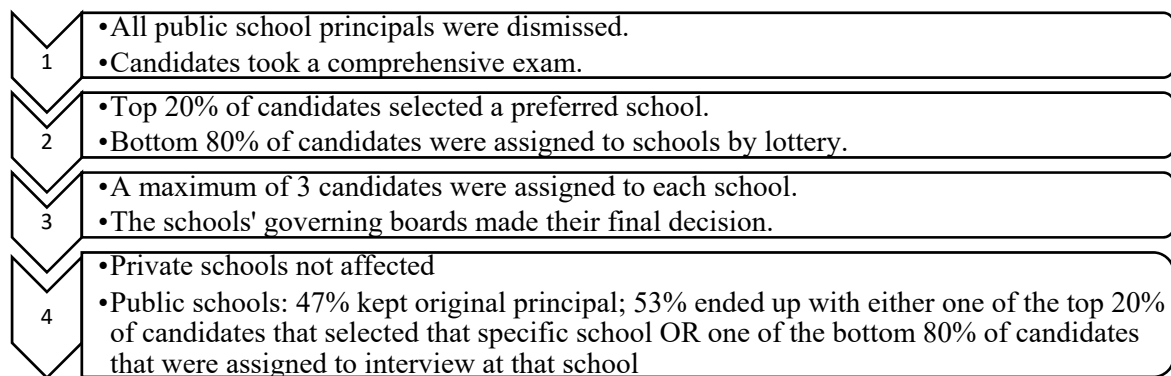 1
•All public school principals were dismissed.
•Candidates took a comprehensive exam.
2
•Top 20% of candidates selected a preferred school.
•Bottom 80% of candidates were assigned to schools by lottery.
3
•A maximum of 3 candidates were assigned to each school.
•The schools' governing boards made their final decision.
4
•Private schools not affected
•Public schools: 47% kept original principal; 53% ended up with either one of the top 20%
of candidates that selected that specific school OR one of the bottom 80% of candidates
that were assigned to interview at that school